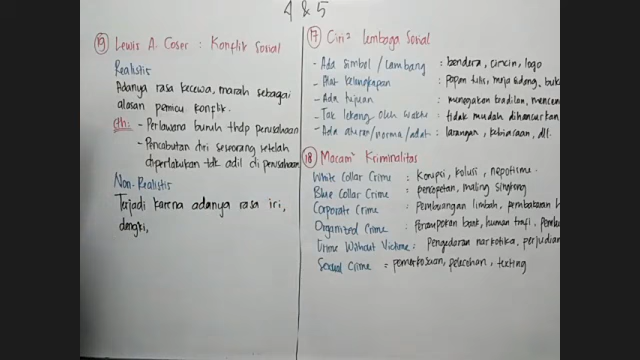 4 & 5
19 Lewis A. Coser : Konflik Sosial
Realistis
Adanya rasa kecewa, marah sebagai
alasan pemicu konflik.
Cth: - Perlawanan buruh thdp perusahaan
- Pencabutan diri seseorang setelah
diperlakukan tdk adil di perusahaan
Non-Realistis
Terjadi karena adanya rasa iri,
dengki,
17 Ciri² Lembaga Sosial
- Ada simbol / lambang : bendera, cincin, logo
- Alat kelengkapan : papan tulis, meja sidang, buk
- Ada tujuan : menegakan
- Tak lekang oleh waktu : tidak mudah dihancurkan
- Ada aturan/norma/adat : larangan, kebiasaan, dll.
18 Macam² Kriminalitas
White Collar Crime : Korupsi, kolusi, nepotisme.
Blue Collar Crime : pencopetan, maling singkong
Corporate Crime : Pembuangan limbah, pembakaran h
Organized Crime : Perampokan bank, human trafi,
Crime Without Victims : Pengedaran narkotika, perjudian
Sexual Crime = pemerkosaan, pelecehan, texting